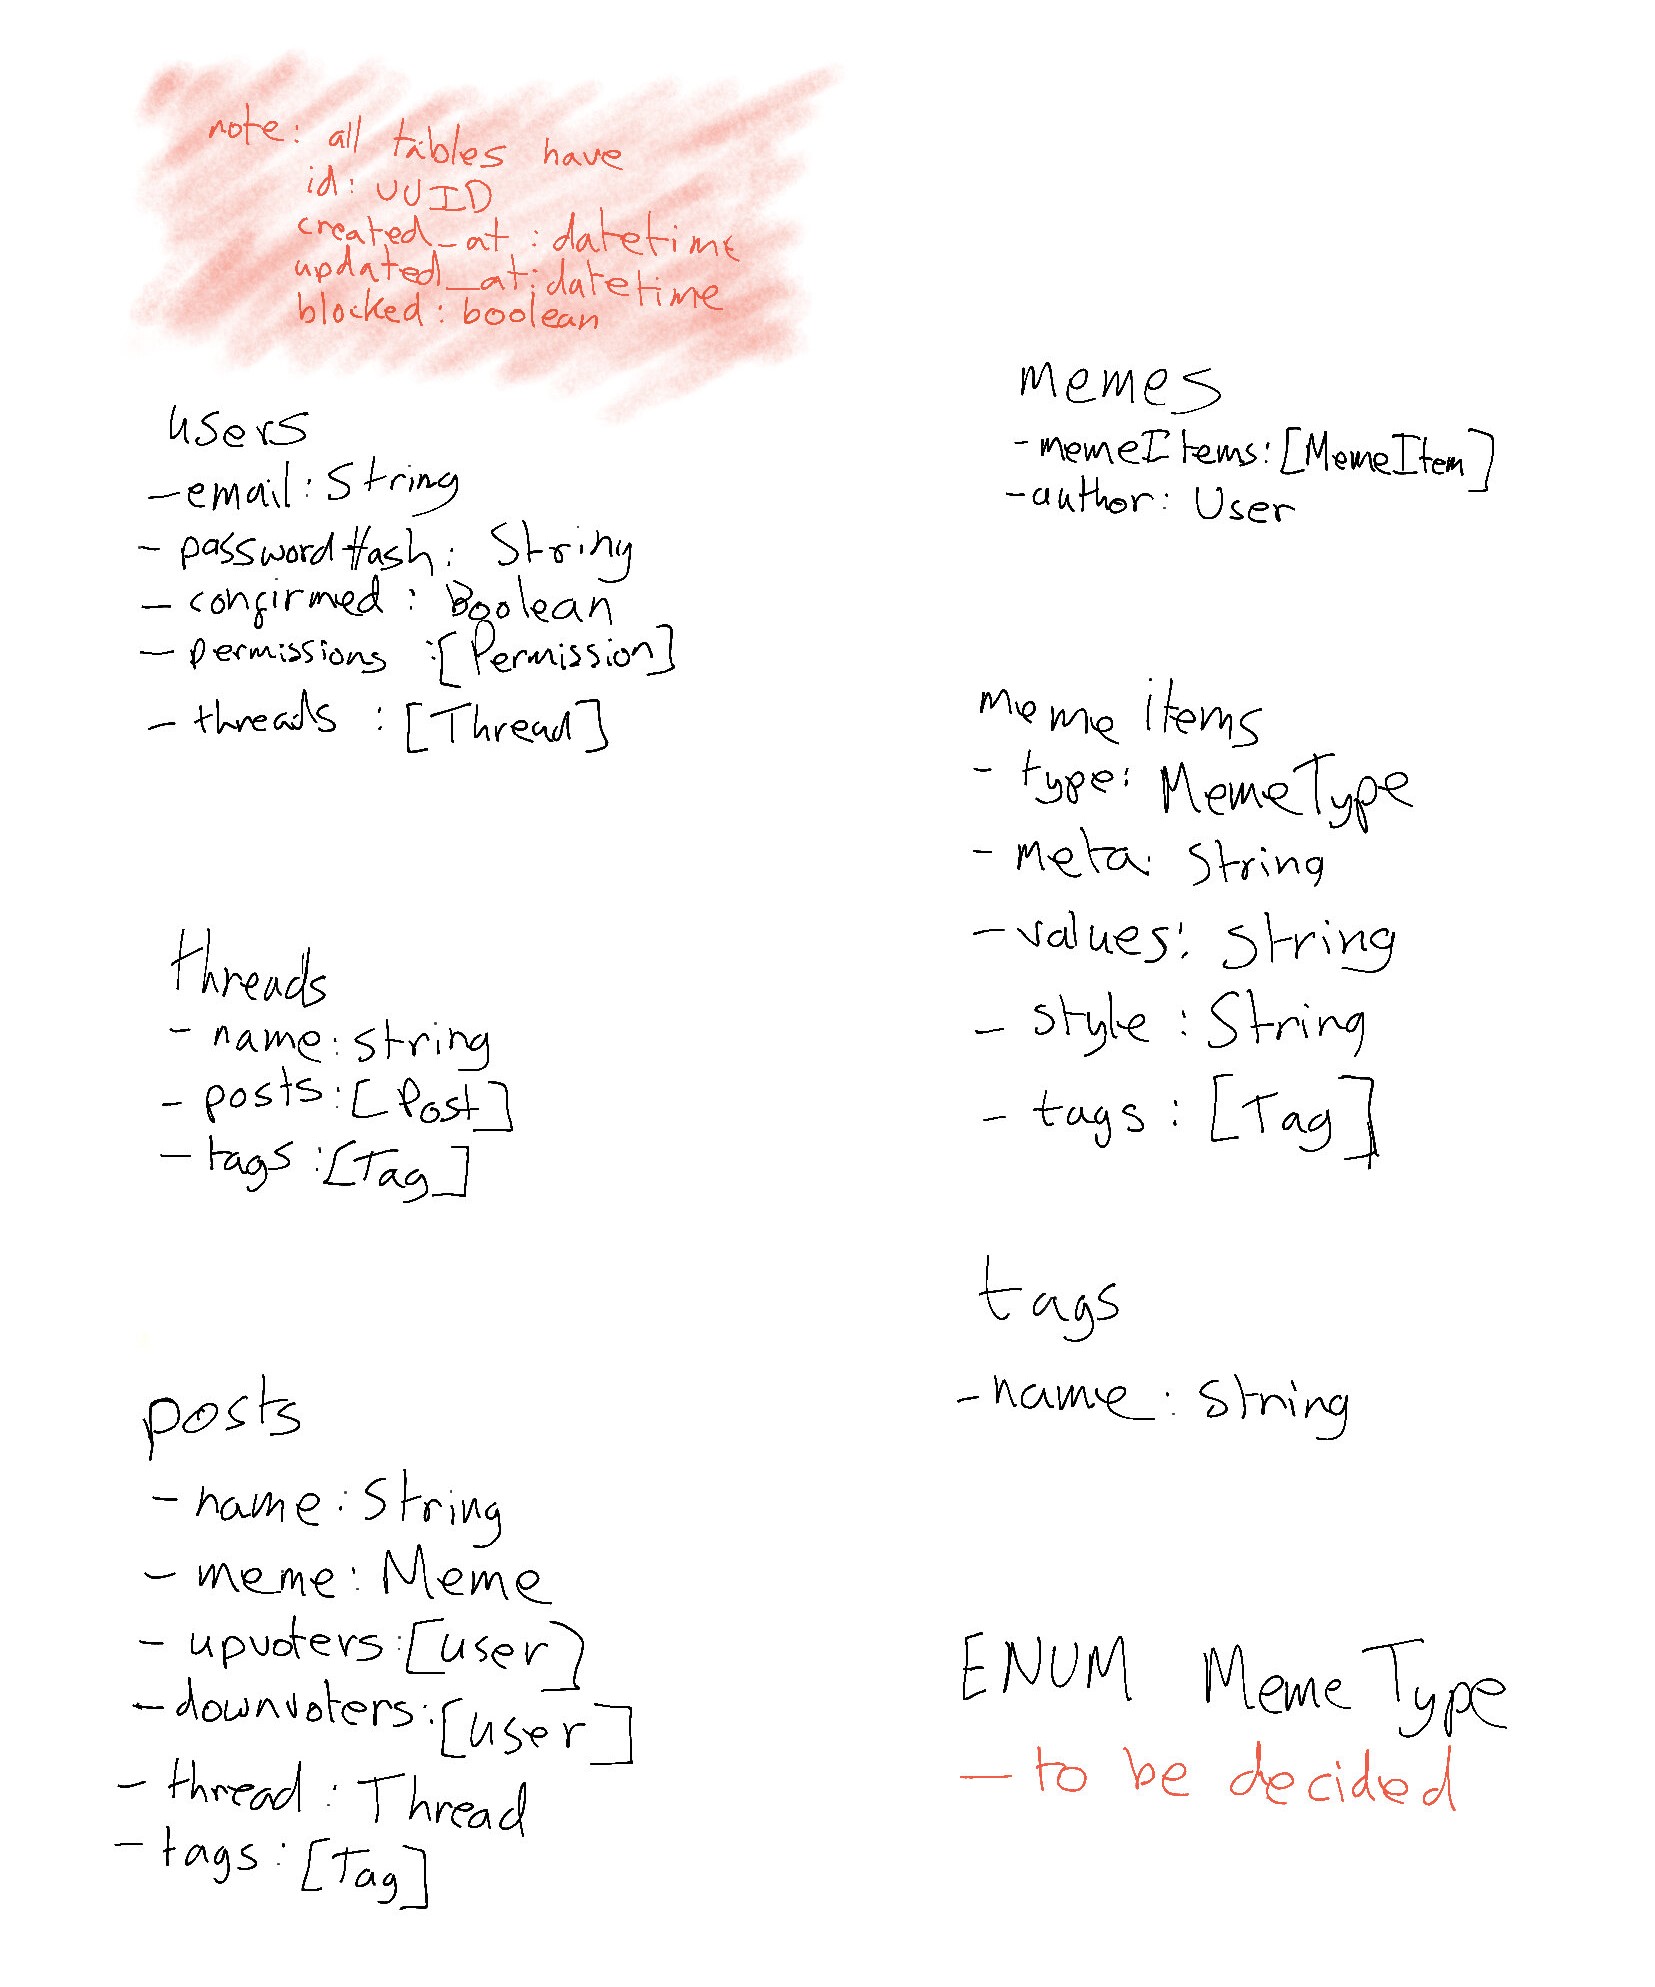 note: all tables have
id: UUID
created_at : datetime
updated_at: datetime
blocked: boolean
users
- email: String
- passwordHash: String
- confirmed : Boolean
- permissions :[Permission]
- threads : [Thread]
threads
- name: string
- posts:[Post]
- tags :[Tag]
posts
- name: String
- meme: Meme
- upvoters:[user]
- downvoters:[user]
- thread: Thread
- tags: [Tag]
memes
- memeItems:[MemeItem]
- author: User
meme items
- type: MemeType
- meta: String
- values: string
- style : String
- tags : [Tag]
tags
- name: string
ENUM MemeType
- to be decided